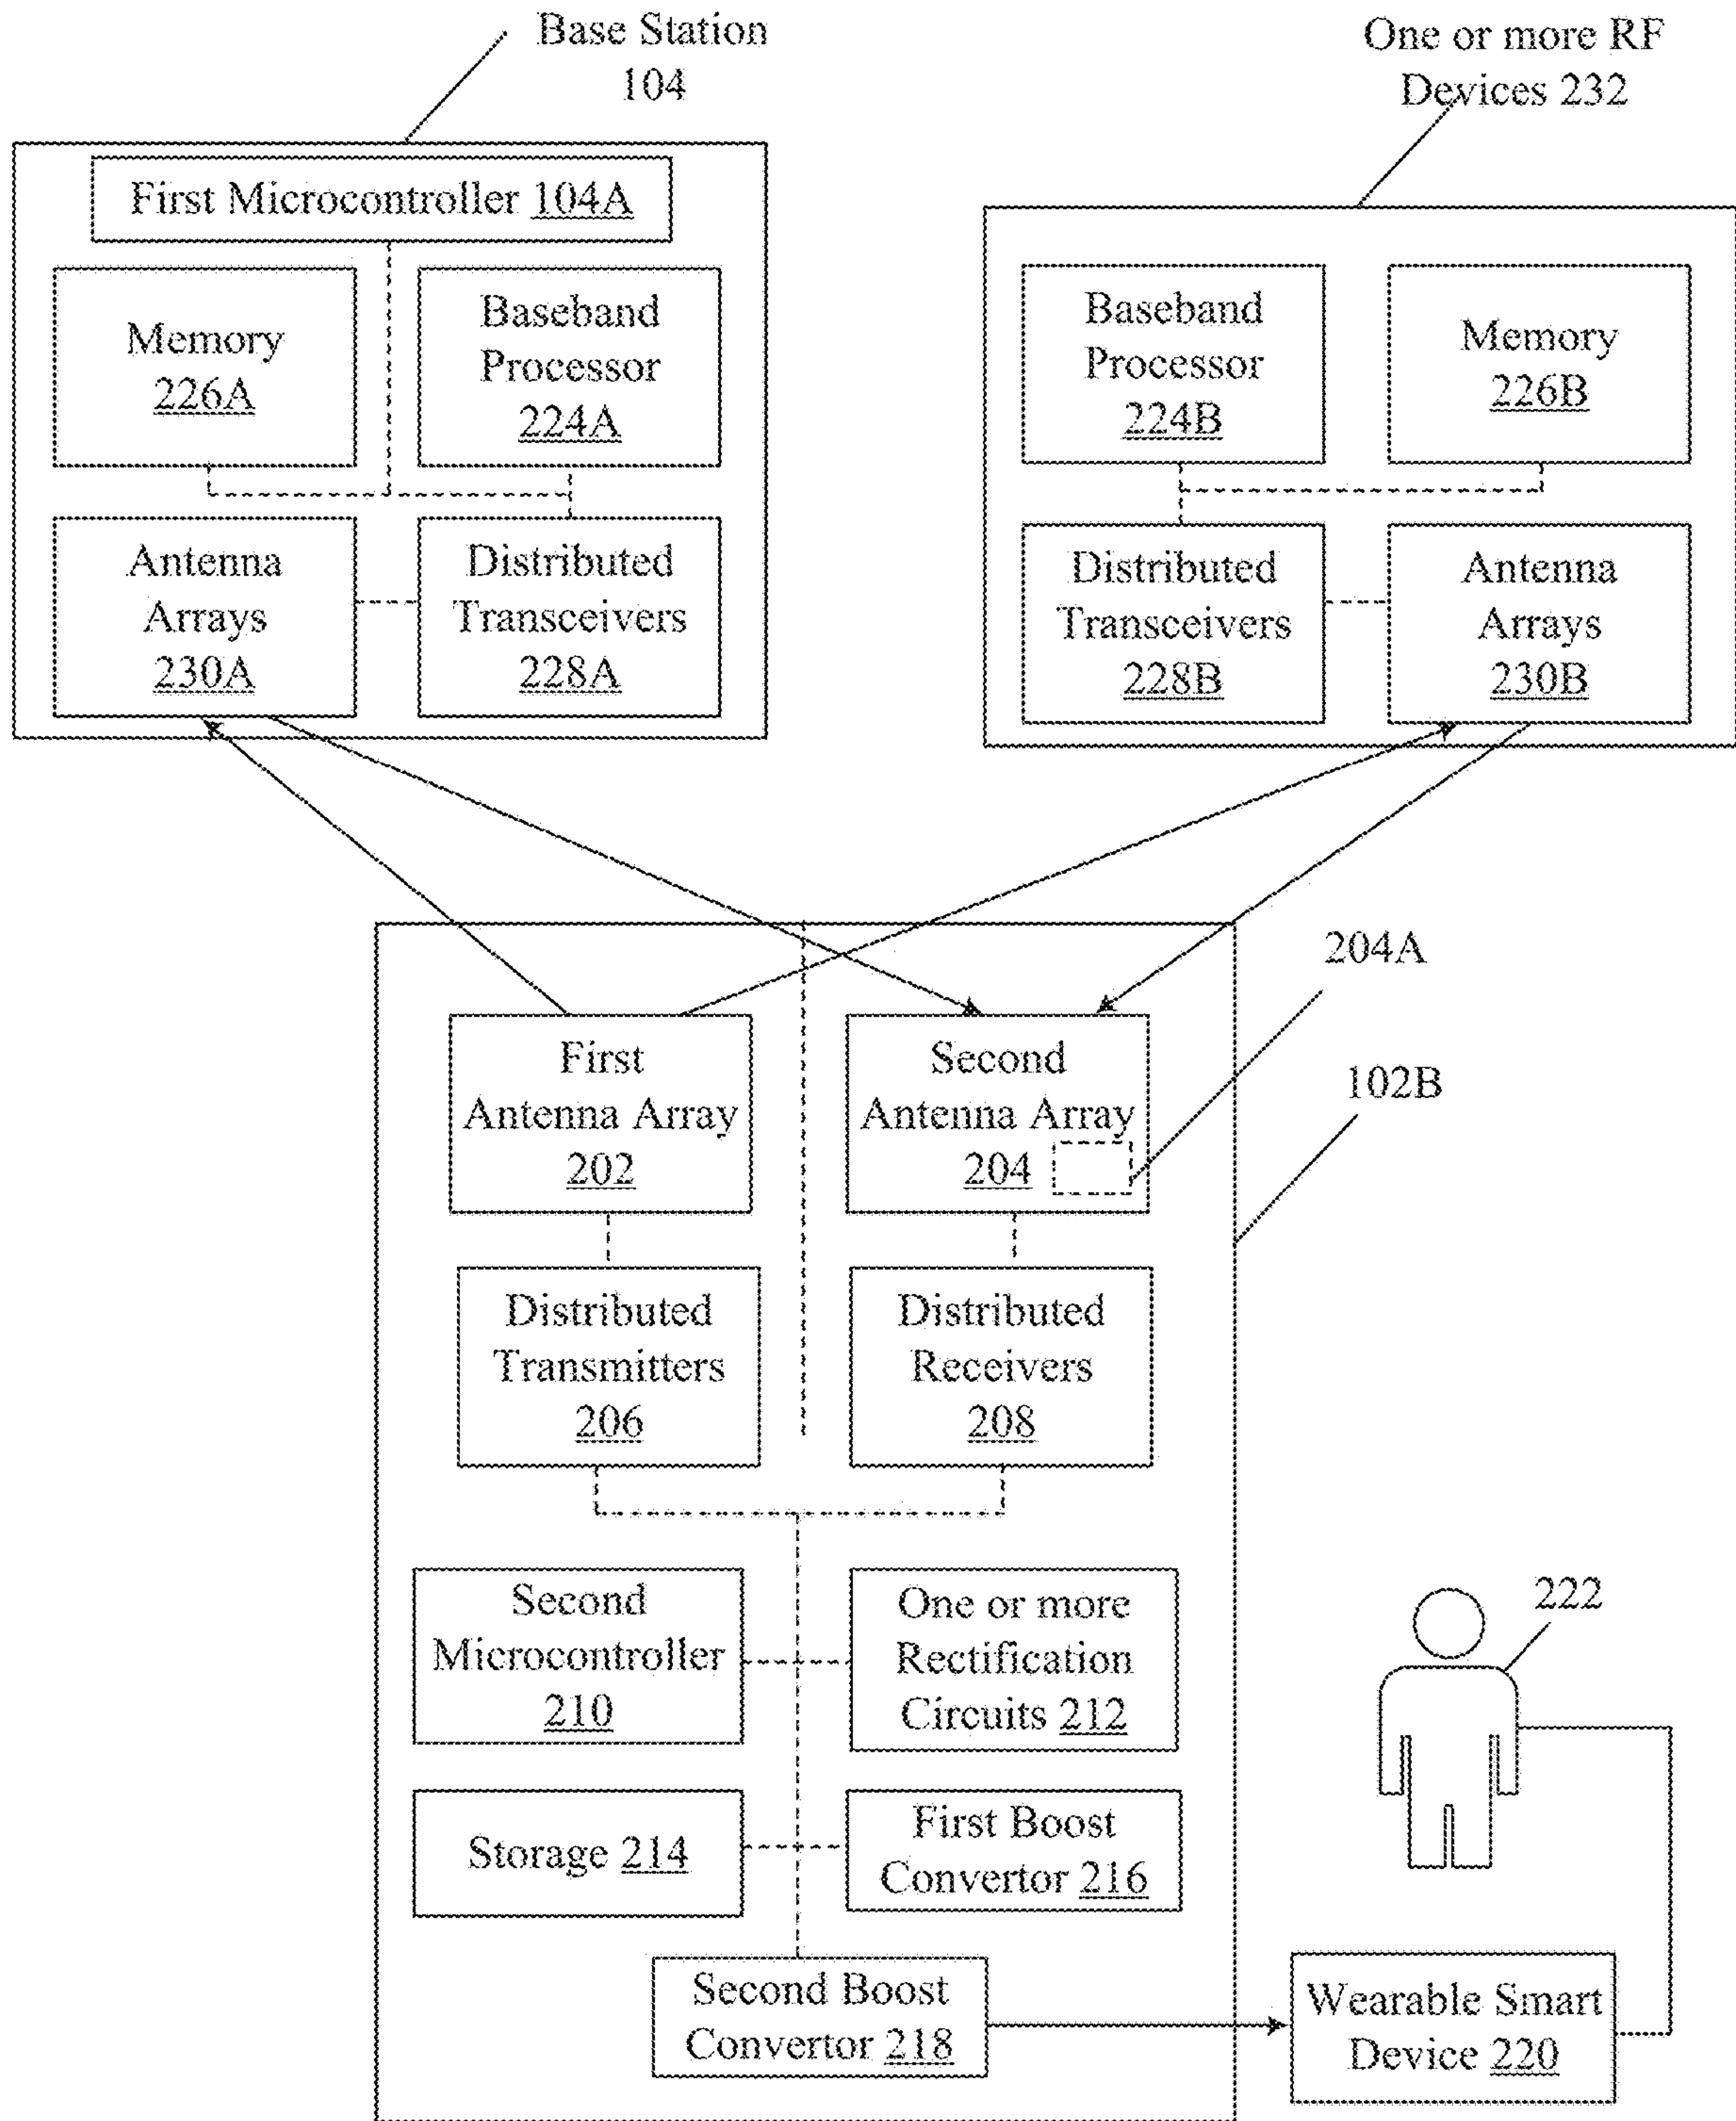 Base Station
104
One or more RF
Devices 232
First Microcontroller 104A
Memory
226A
Baseband
Processor
224A
Antenna
Arrays
230A
Distributed
Transceivers
228A
Baseband
Processor
224B
Memory
226B
Distributed
Transceivers
228B
Antenna
Arrays
230B
204A
102B
First
Antenna Array
202
Second
Antenna Array
204
Distributed
Transmitters
206
Distributed
Receivers
208
Second
Microcontroller
210
One or more
Rectification
Circuits 212
Storage 214
First Boost
Convertor 216
Second Boost
Convertor 218
222
Wearable Smart
Device 220